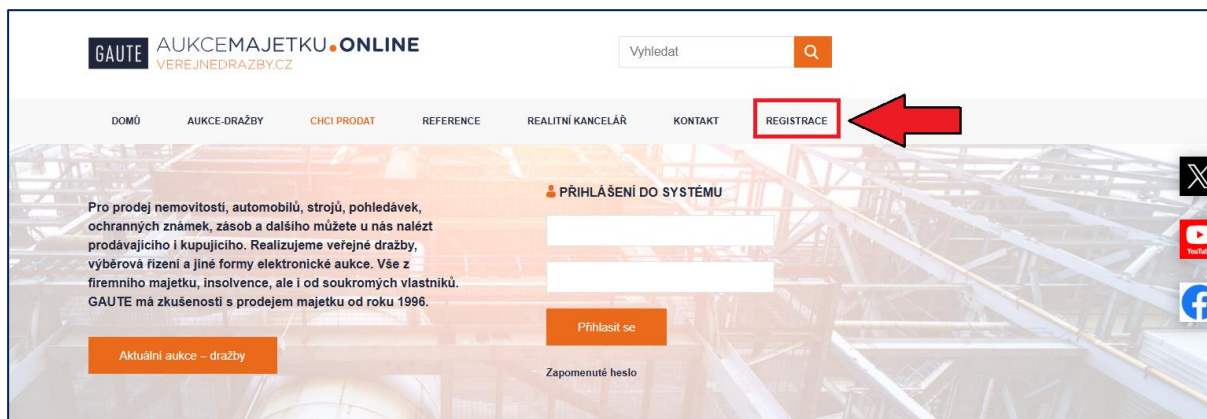 GAUTE
AUKCEMAJETKU.ONLINE
VEREJNEDRAZBY.CZ
Vyhledat
DOMŮ AUKCE-DRAŽBY CHCI PRODAT REFERENCE REALITNÍ KANCELÁŘ KONTAKT REGISTRACE
Pro prodej nemovitostí, automobilů, strojů, pohledávek,
ochranných známek, zásob a dalšího můžete u nás nalézt
prodávajícího i kupujícího. Realizujeme veřejné dražby,
výběrová řízení a jiné formy elektronické aukce. Vše z
firemního majetku, insolvence, ale i od soukromých vlastníků.
GAUTE má zkušenosti s prodejem majetku od roku 1996.
Aktuální aukce – dražby
PŘIHLÁŠENÍ DO SYSTÉMU
Přihlasit se
Zapomenuté heslo
X
YouTube
f